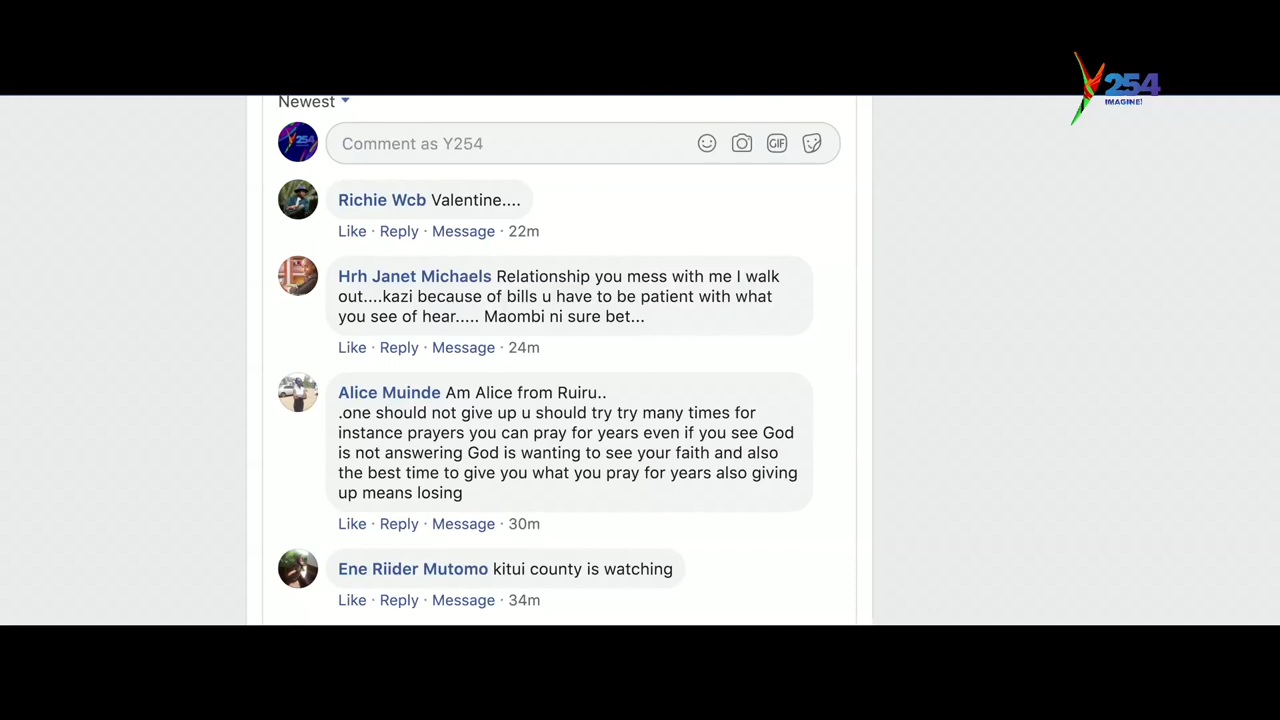 Y254
IMAGINE!
Newest
Y254
Comment as Y254
GIF
Richie Wcb Valentine....
Like · Reply · Message · 22m
Hrh Janet Michaels Relationship you mess with me I walk
out....kazi because of bills u have to be patient with what
you see of hear..... Maombi ni sure bet...
Like · Reply · Message · 24m
Alice Muinde Am Alice from Ruiru..
.one should not give up u should try try many times for
instance prayers you can pray for years even if you see God
is not answering God is wanting to see your faith and also
the best time to give you what you pray for years also giving
up means losing
Like · Reply · Message · 30m
Ene Riider Mutomo kitui county is watching
Like · Reply · Message · 34m